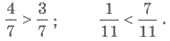 4/7 > 3/7 ; 1/11 < 7/11 .